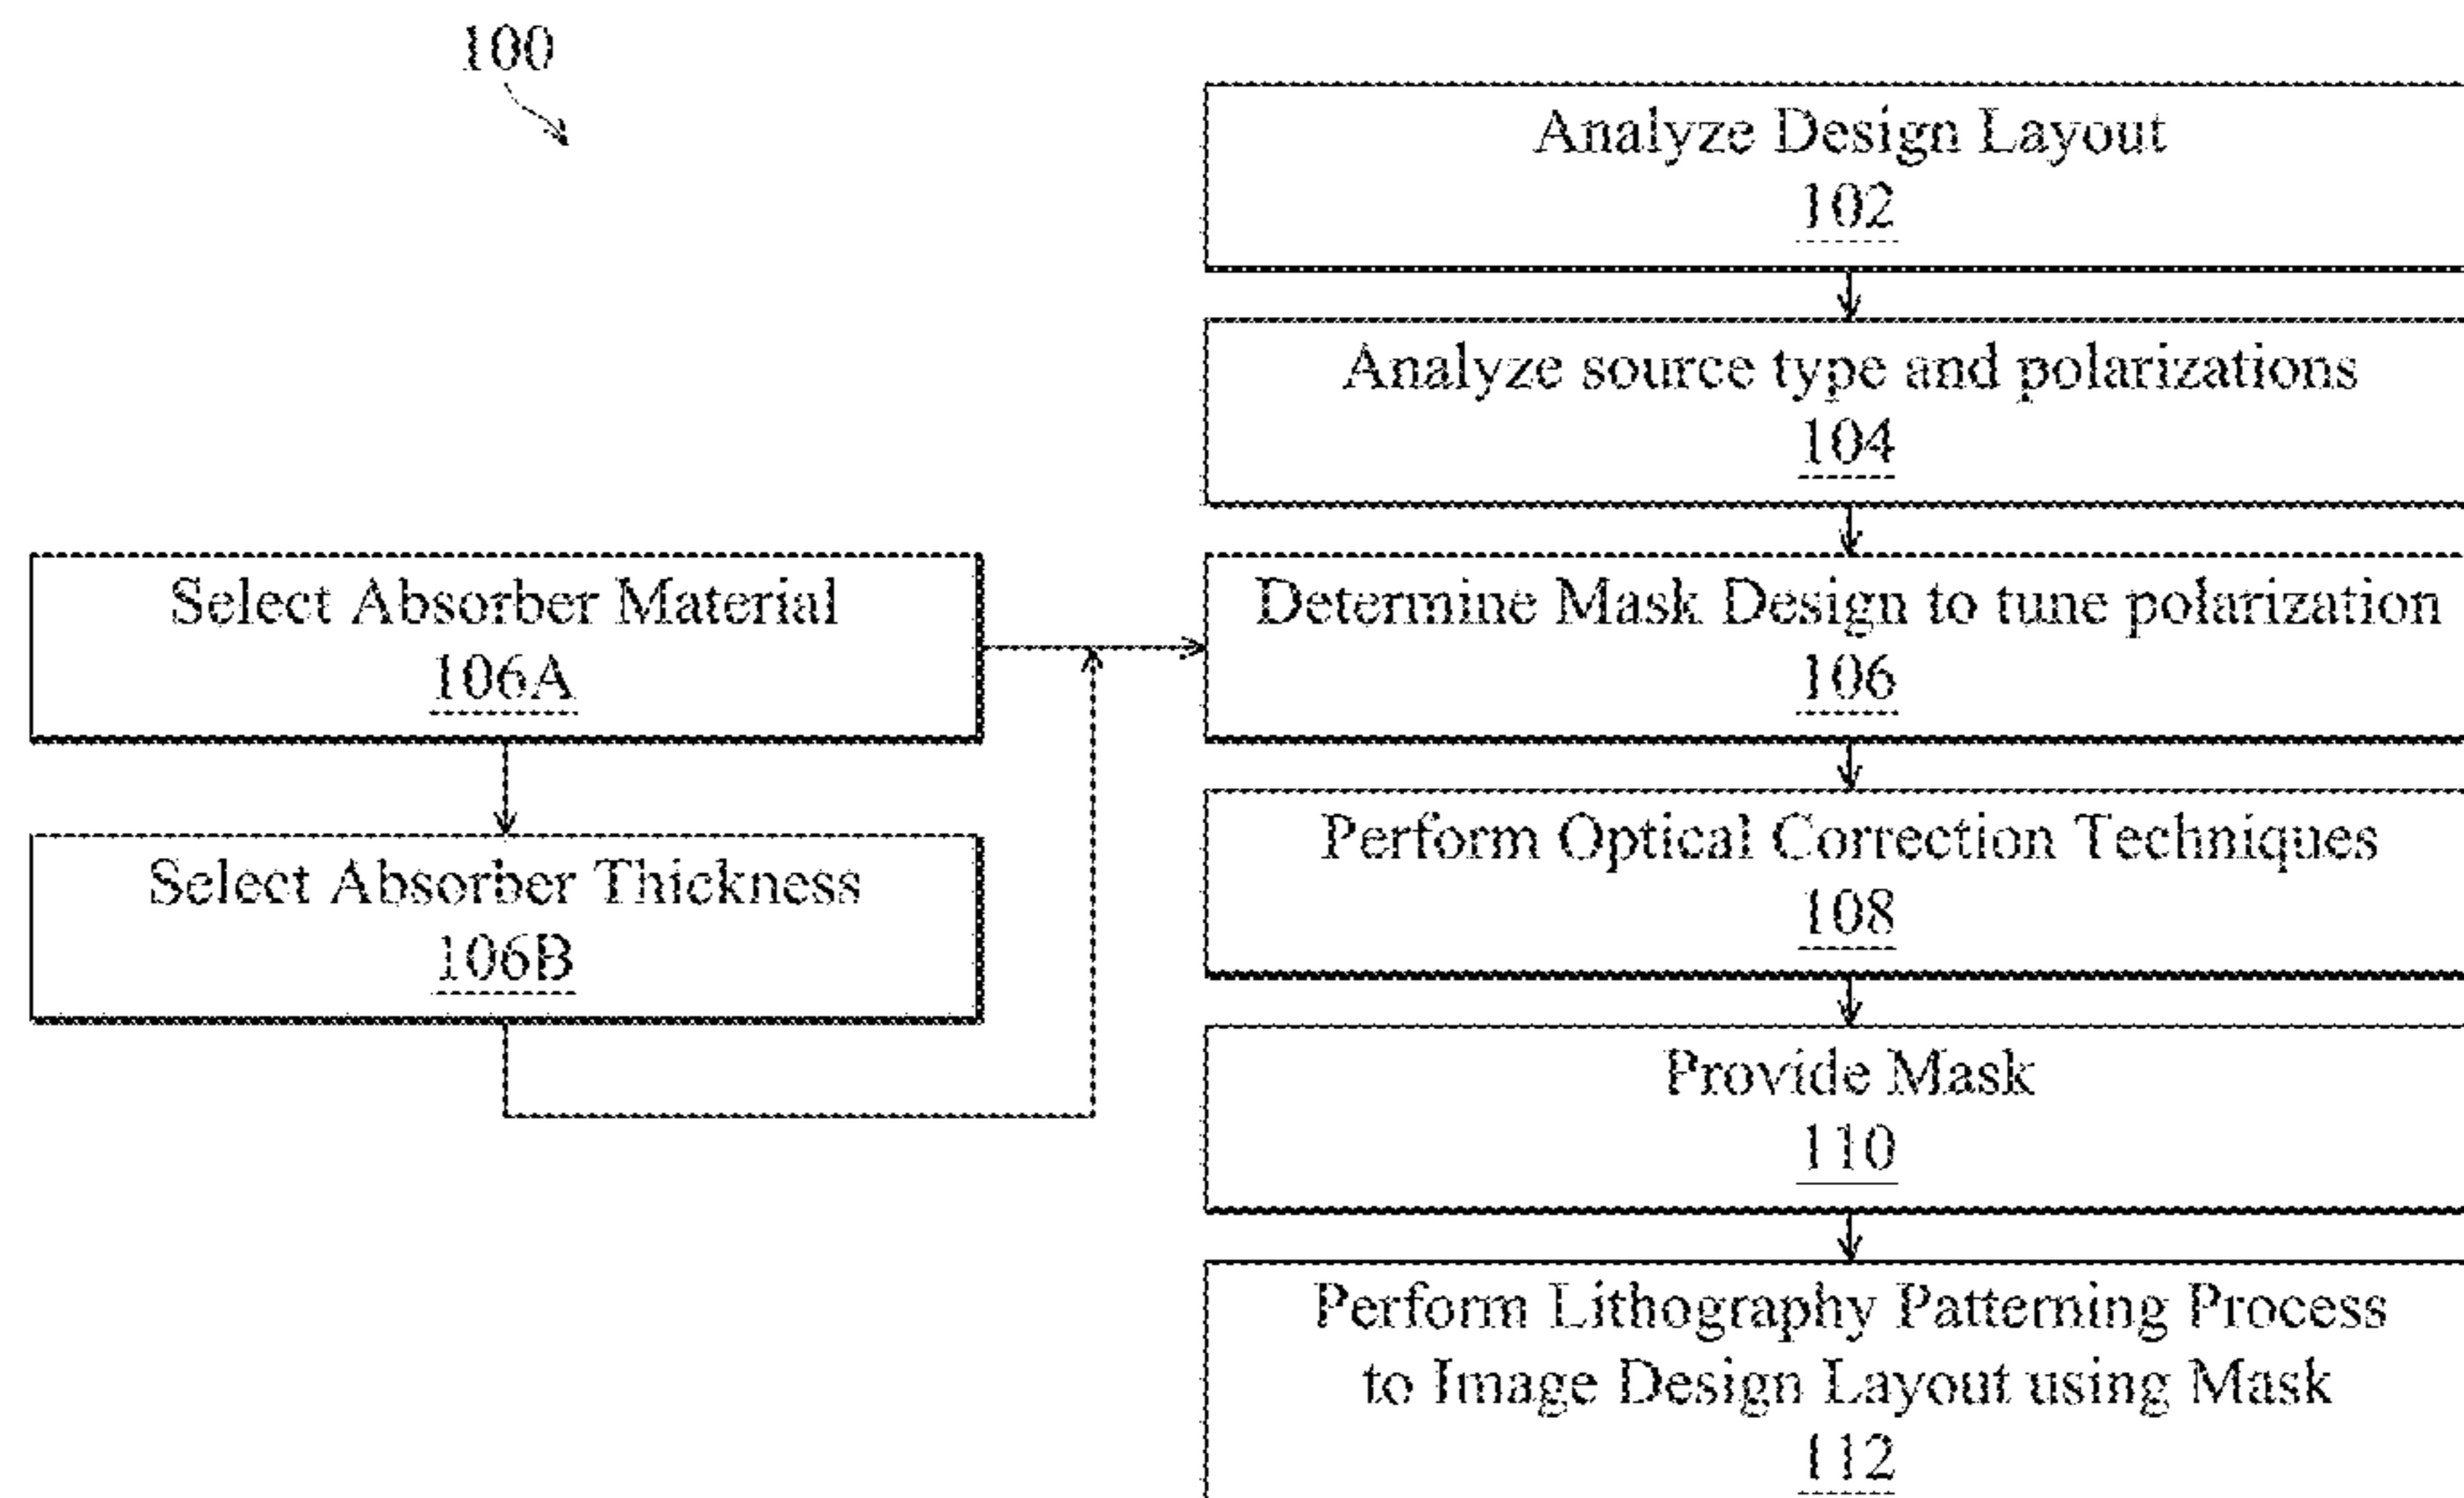 100
Analyze Design Layout
102
Analyze source type and polarizations
104
Select Absorber Material
106A
Determine Mask Design to tune polarization
106
Select Absorber Thickness
106B
Perform Optical Correction Techniques
108
Provide Mask
110
Perform Lithography Patterning Process
to Image Design Layout using Mask
112